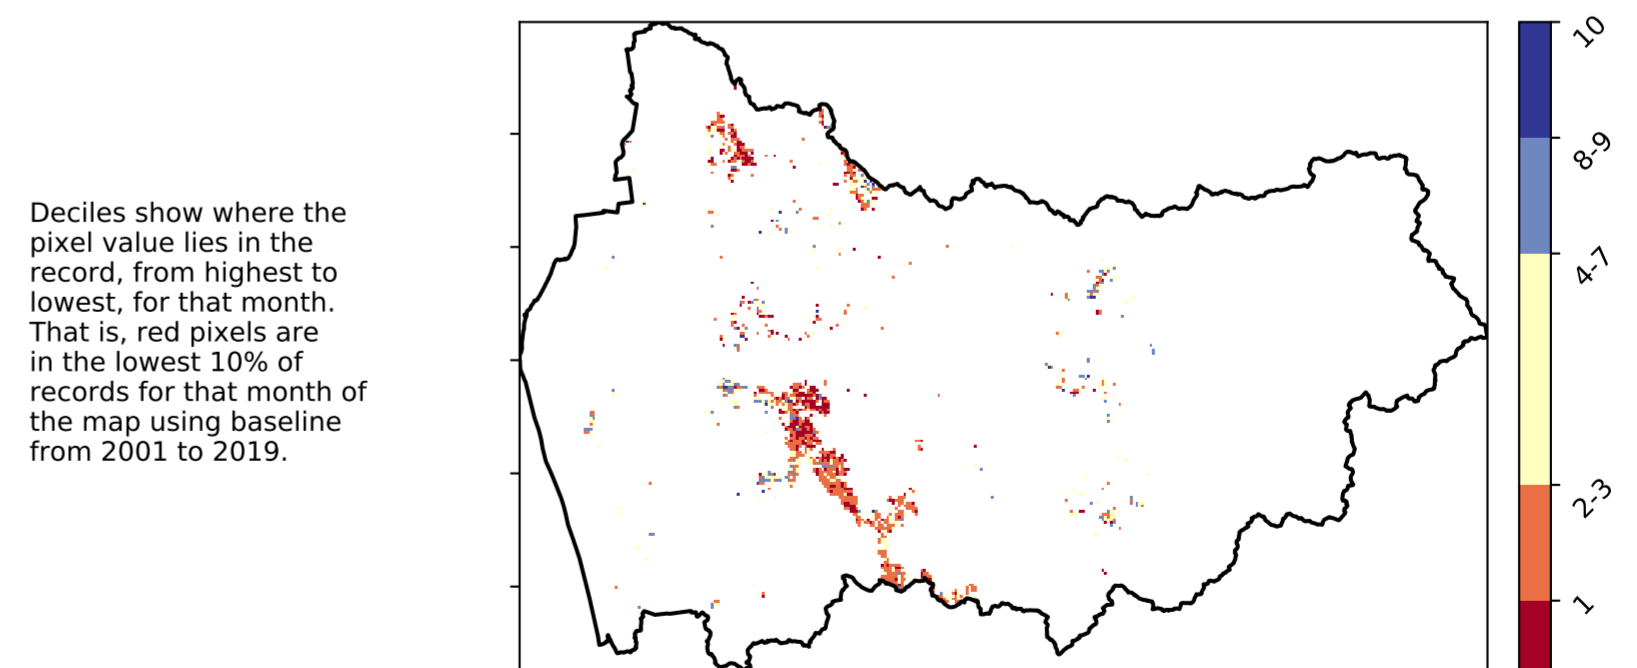 Deciles show where the
pixel value lies in the
record, from highest to
lowest, for that month.
That is, red pixels are
in the lowest 10% of
records for that month of
the map using baseline
from 2001 to 2019.
10
8-9
4-7
2-3
1